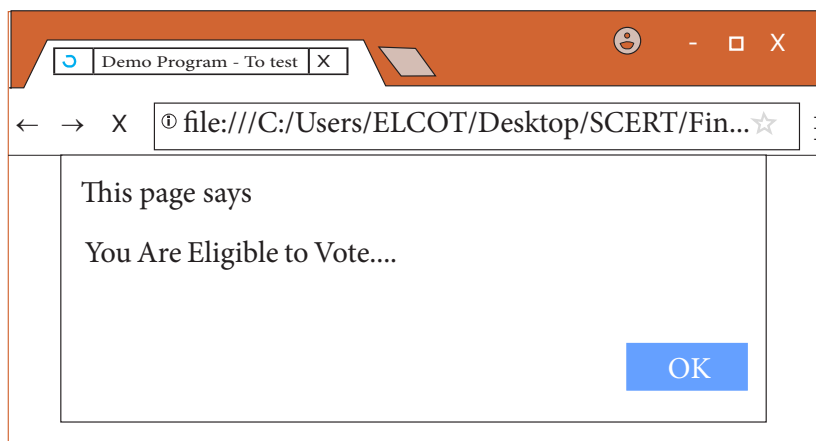 Demo Program - To test X
- X
X file:///C:/Users/ELCOT/Desktop/SCERT/Fin...
This page says
You Are Eligible to Vote....
OK